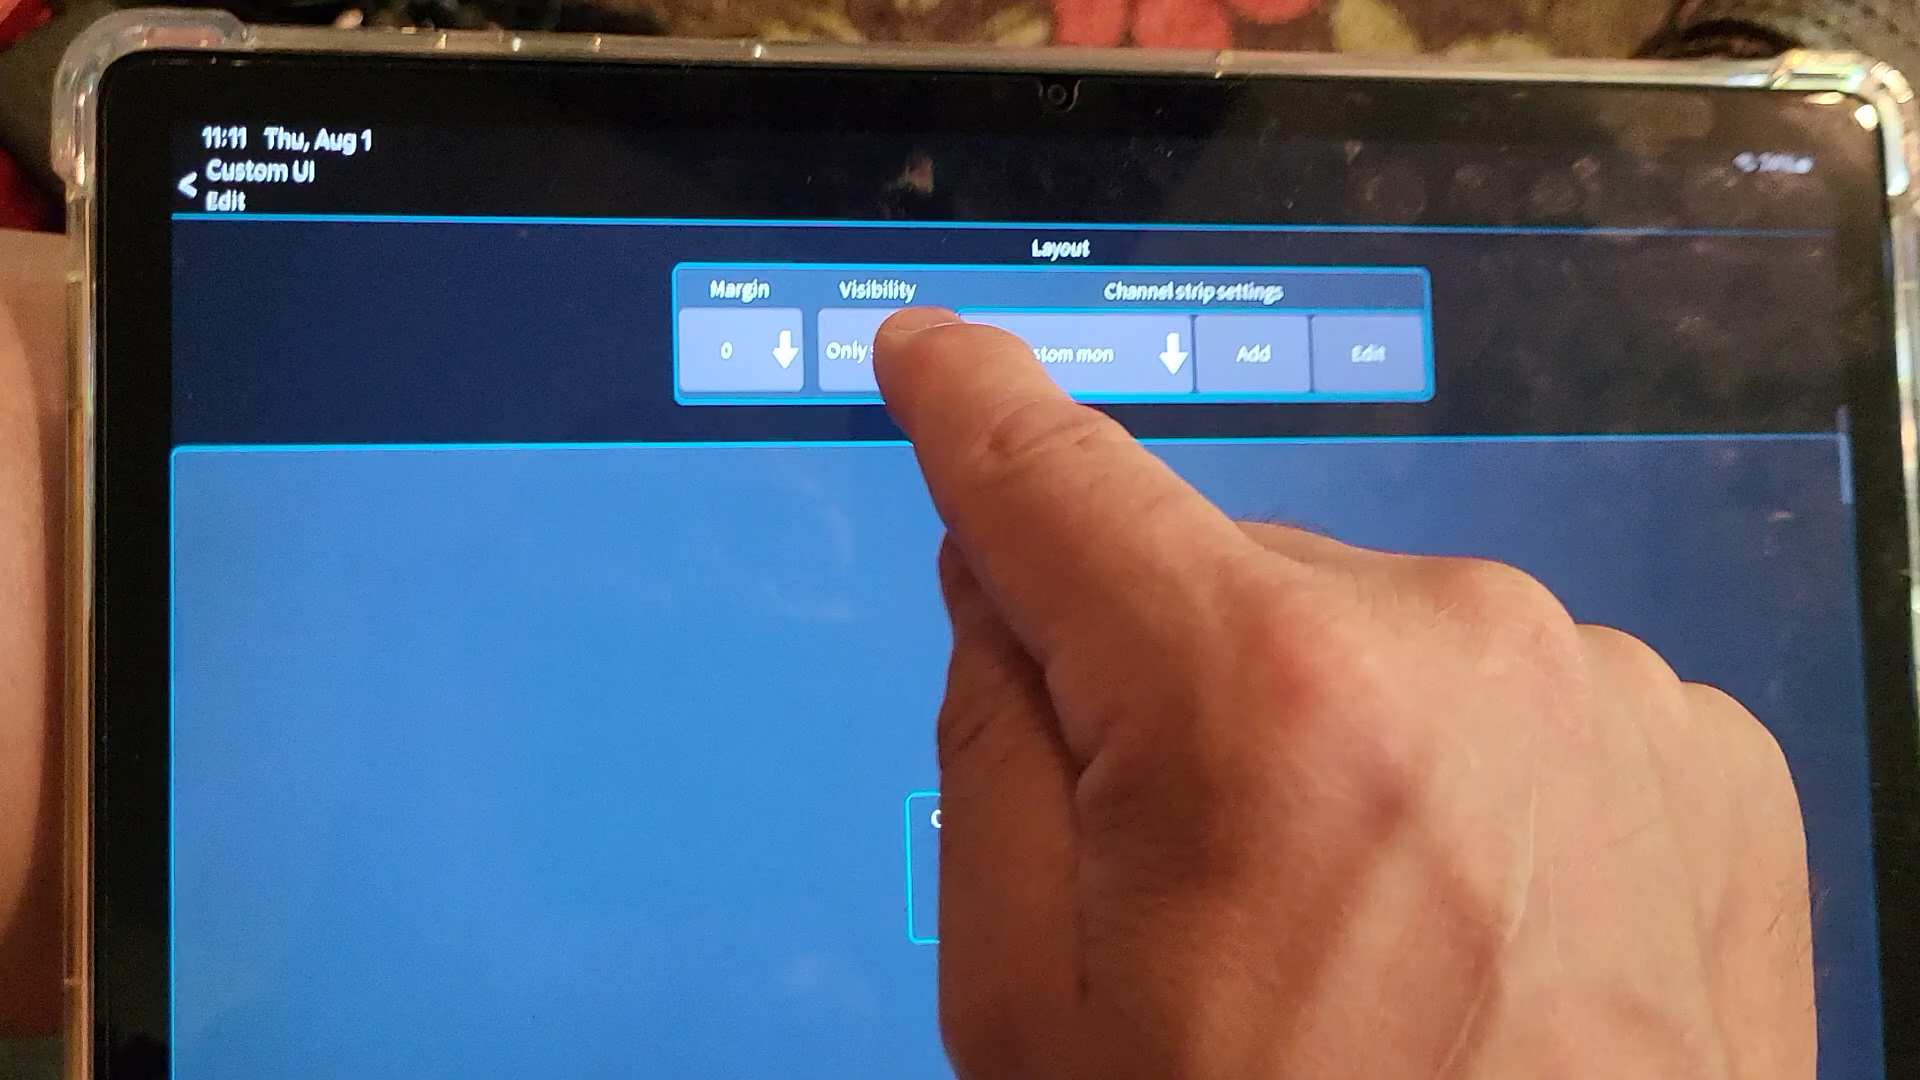 11:11 Thu, Aug 1
Custom UI
Edit
Layout
Margin Visibility Channel strip settings
0 Only stom mon Add Edit